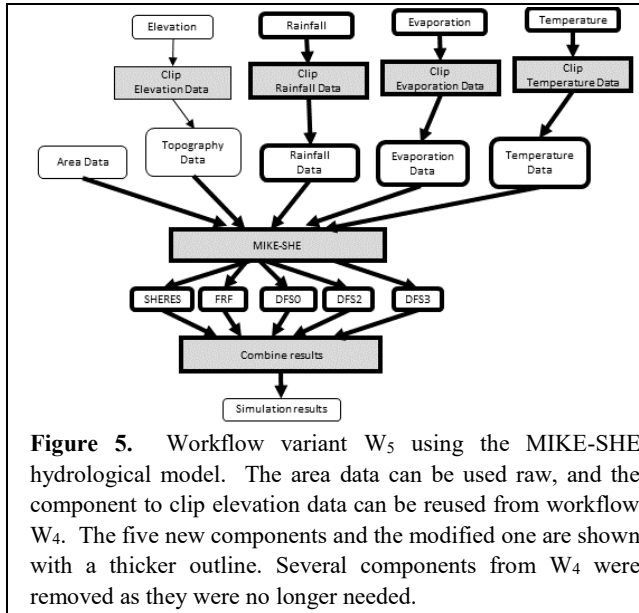 Elevation
Rainfall
Evaporation
Temperature
Clip
Elevation Data
Clip
Rainfall Data
Clip
Evaporation Data
Clip
Temperature Data
Area Data
Topography
Data
Rainfall
Data
Evaporation
Data
Temperature
Data
MIKE-SHE
SHERES
FRF
DFS0
DFS2
DFS3
Combine results
Simulation results
Figure 5. Workflow variant W5 using the MIKE-SHE
hydrological model. The area data can be used raw, and the
component to clip elevation data can be reused from workflow
W4. The five new components and the modified one are shown
with a thicker outline. Several components from W4 were
removed as they were no longer needed.